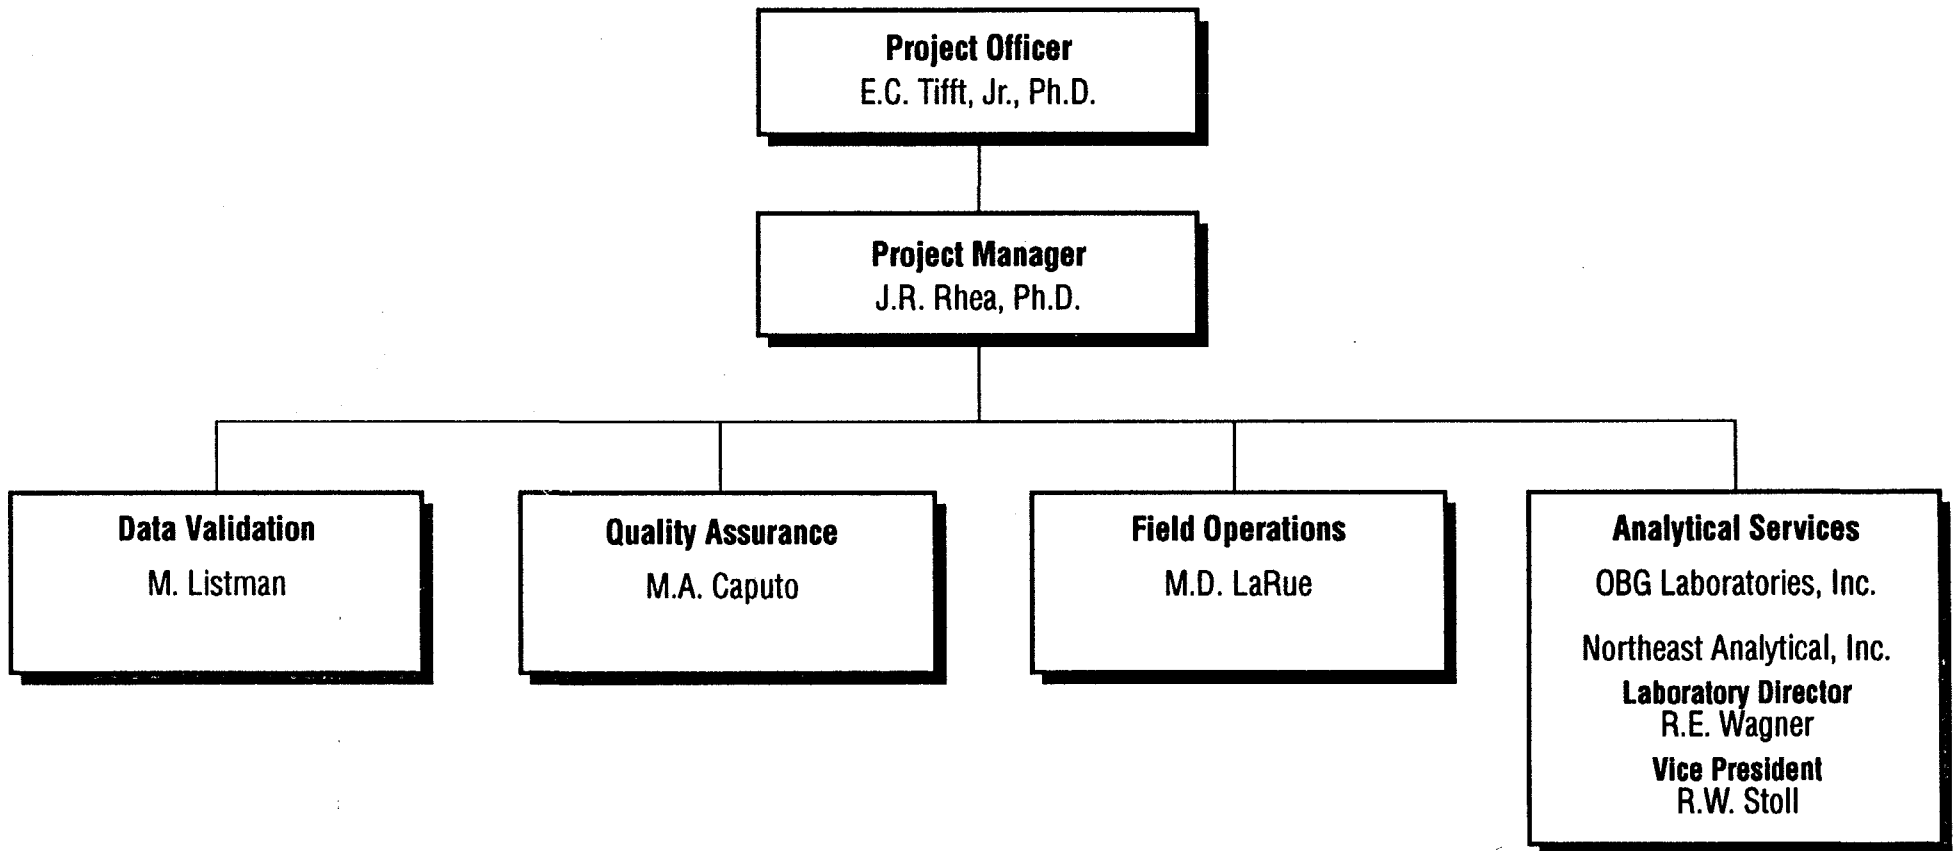 Project Officer
E.C. Tifft, Jr., Ph.D.
Project Manager
J.R. Rhea, Ph.D.
Data Validation
M. Listman
Quality Assurance
M.A. Caputo
Field Operations
M.D. LaRue
Analytical Services
OBG Laboratories, Inc.
Northeast Analytical, Inc.
Laboratory Director
R.E. Wagner
Vice President
R.W. Stoll